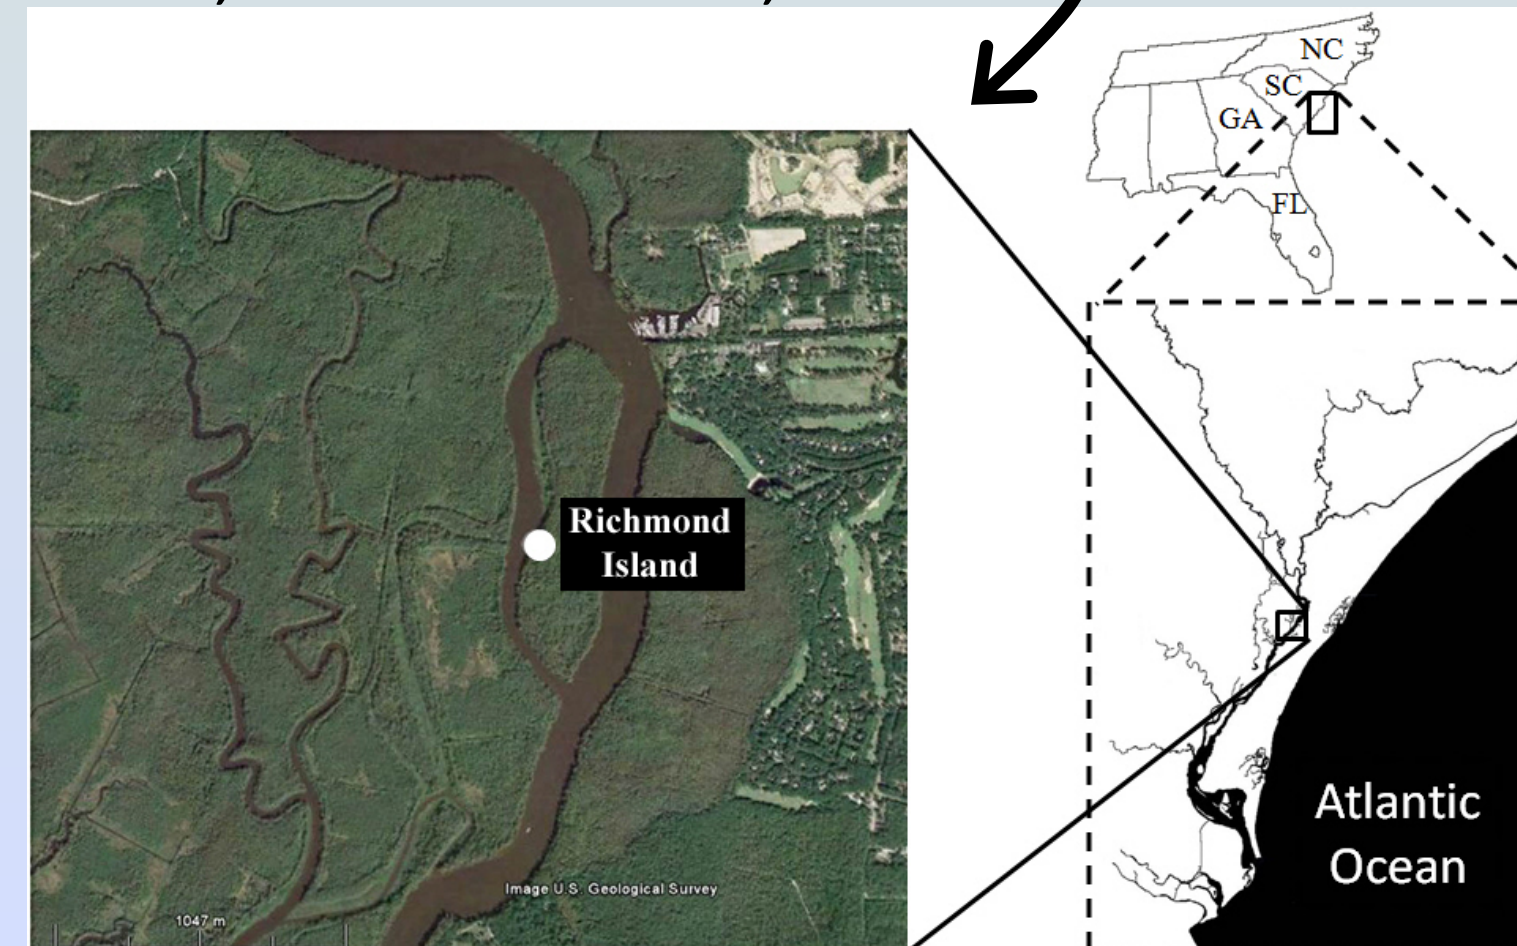 NC
SC
GA
FL
Richmond
Island
Atlantic
Ocean
Image U.S. Geological Survey
1047 m